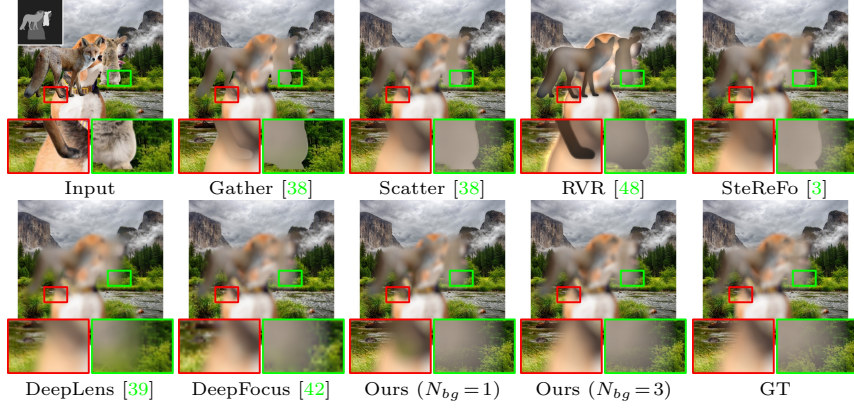 Input Gather [38] Scatter [38] RVR [48] SteReFo [3]
DeepLens [39] DeepFocus [42] Ours (N_{bg} = 1) Ours (N_{bg} = 3) GT